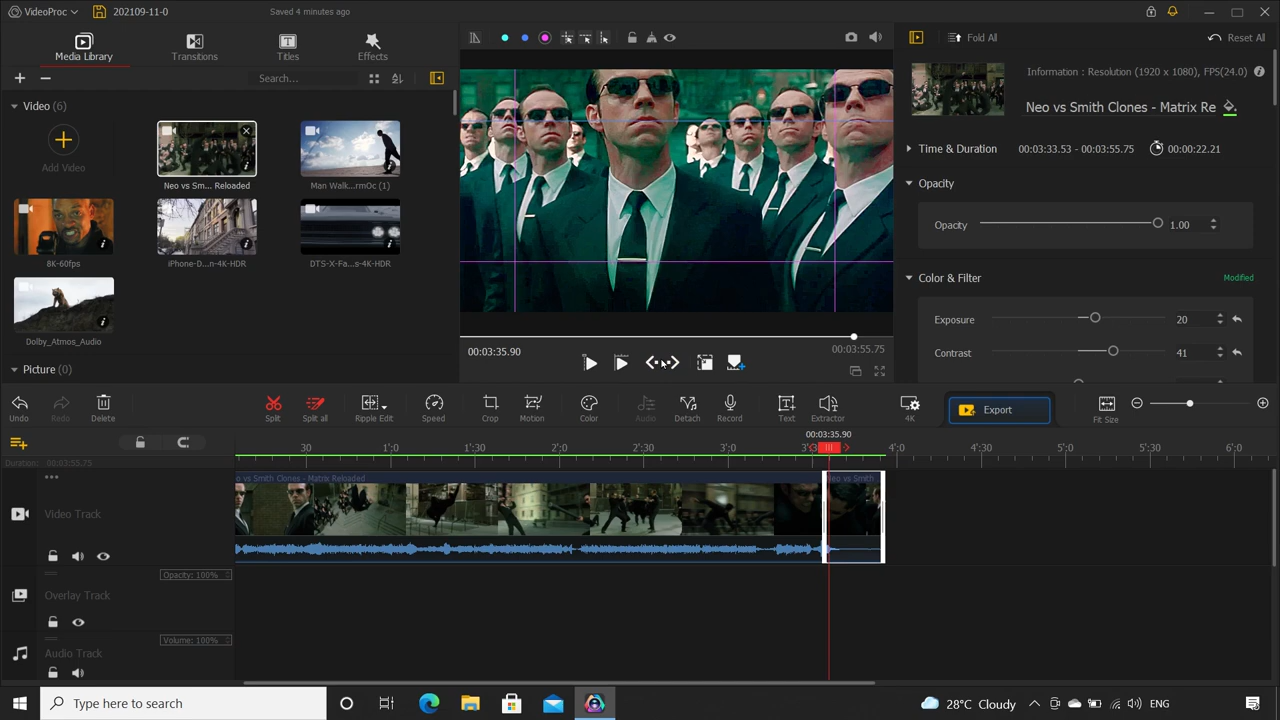 VideoProc
202109-11-0
Saved 4 minutes ago
Media Library
Transitions
Titles
Effects
Search...
Video (6)
Add Video
Neo vs Sm... Reloaded
Man Walk...rmOc (1)
8K-60fps
iPhone-D...n-4K-HDR
DTS-X-Fa...s-4K-HDR
Dolby_Atmos_Audio
Picture (0)
00:03:35.90
00:03:55.75
Fold All
Reset All
Information : Resolution (1920 x 1080), FPS(24.0)
Neo vs Smith Clones - Matrix Re
Time & Duration
00:03:33.53 - 00:03:55.75
00:00:22.21
Opacity
Opacity
1.00
Color & Filter
Modified
Exposure
20
Contrast
41
Undo
Redo
Delete
Split
Split all
Ripple Edit
Speed
Crop
Motion
Color
Audio
Detach
Record
Text
Extractor
4K
Export
Fit Size
00:03:35.90
30
1:0
1:30
2:0
2:30
3:0
4:0
4:30
5:0
5:30
6:0
Duration: 00:03:55.75
o vs Smith Clones - Matrix Reloaded
Neo vs Smith
Video Track
Opacity: 100%
Overlay Track
Volume: 100%
Audio Track
Type here to search
28°C Cloudy
ENG